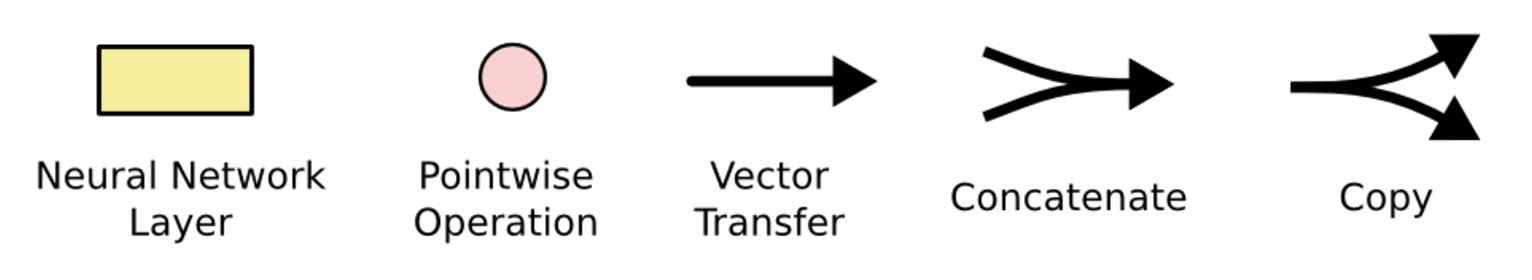 Neural Network
Layer
Pointwise
Operation
Vector
Transfer
Concatenate
Copy